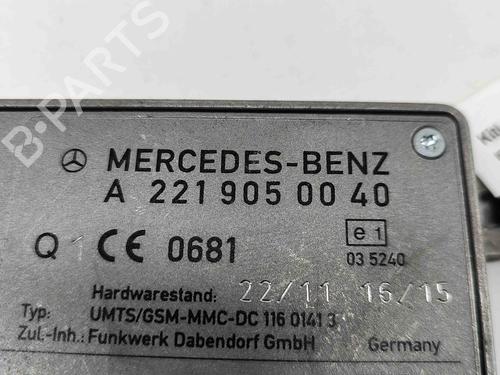 MERCEDES-BENZ
A 221 905 00 40
Q 1 CE 0681 e1
03 5240
Hardwarestand: 22/11 16/15
Typ: UMTS/GSM-MMC-DC 116 0141 3
Zul.-Inh.: Funkwerk Dabendorf GmbH Germany
B-PARTS